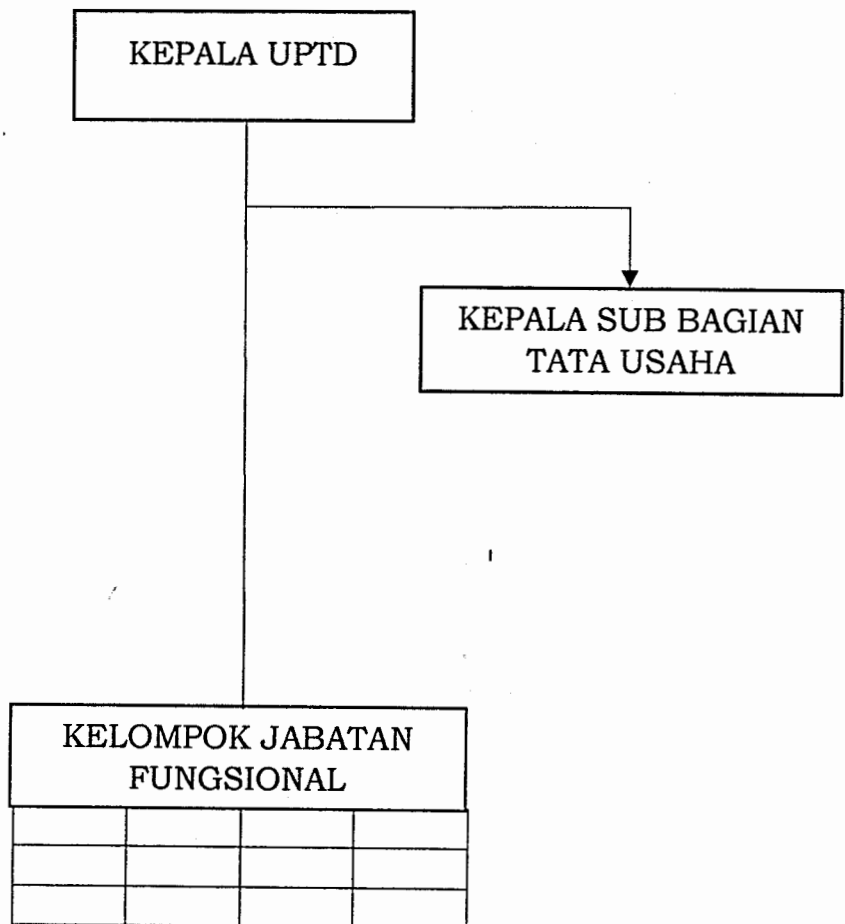 KEPALA UPTD
KEPALA SUB BAGIAN
TATA USAHA
KELOMPOK JABATAN
FUNGSIONAL